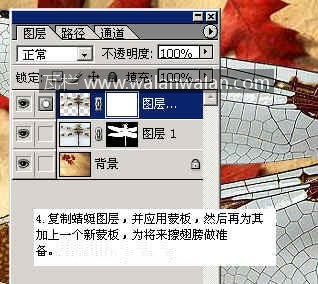 图层 路径 通道
正常 不透明度: 100%
锁定 填充: 100%
瓦栏 www.walanwalan.com
图层...
图层 1
背景
4.复制蜻蜓图层，并应用蒙板，然后再为其
加上一个新蒙板，为将来擦翅膀做准
备。